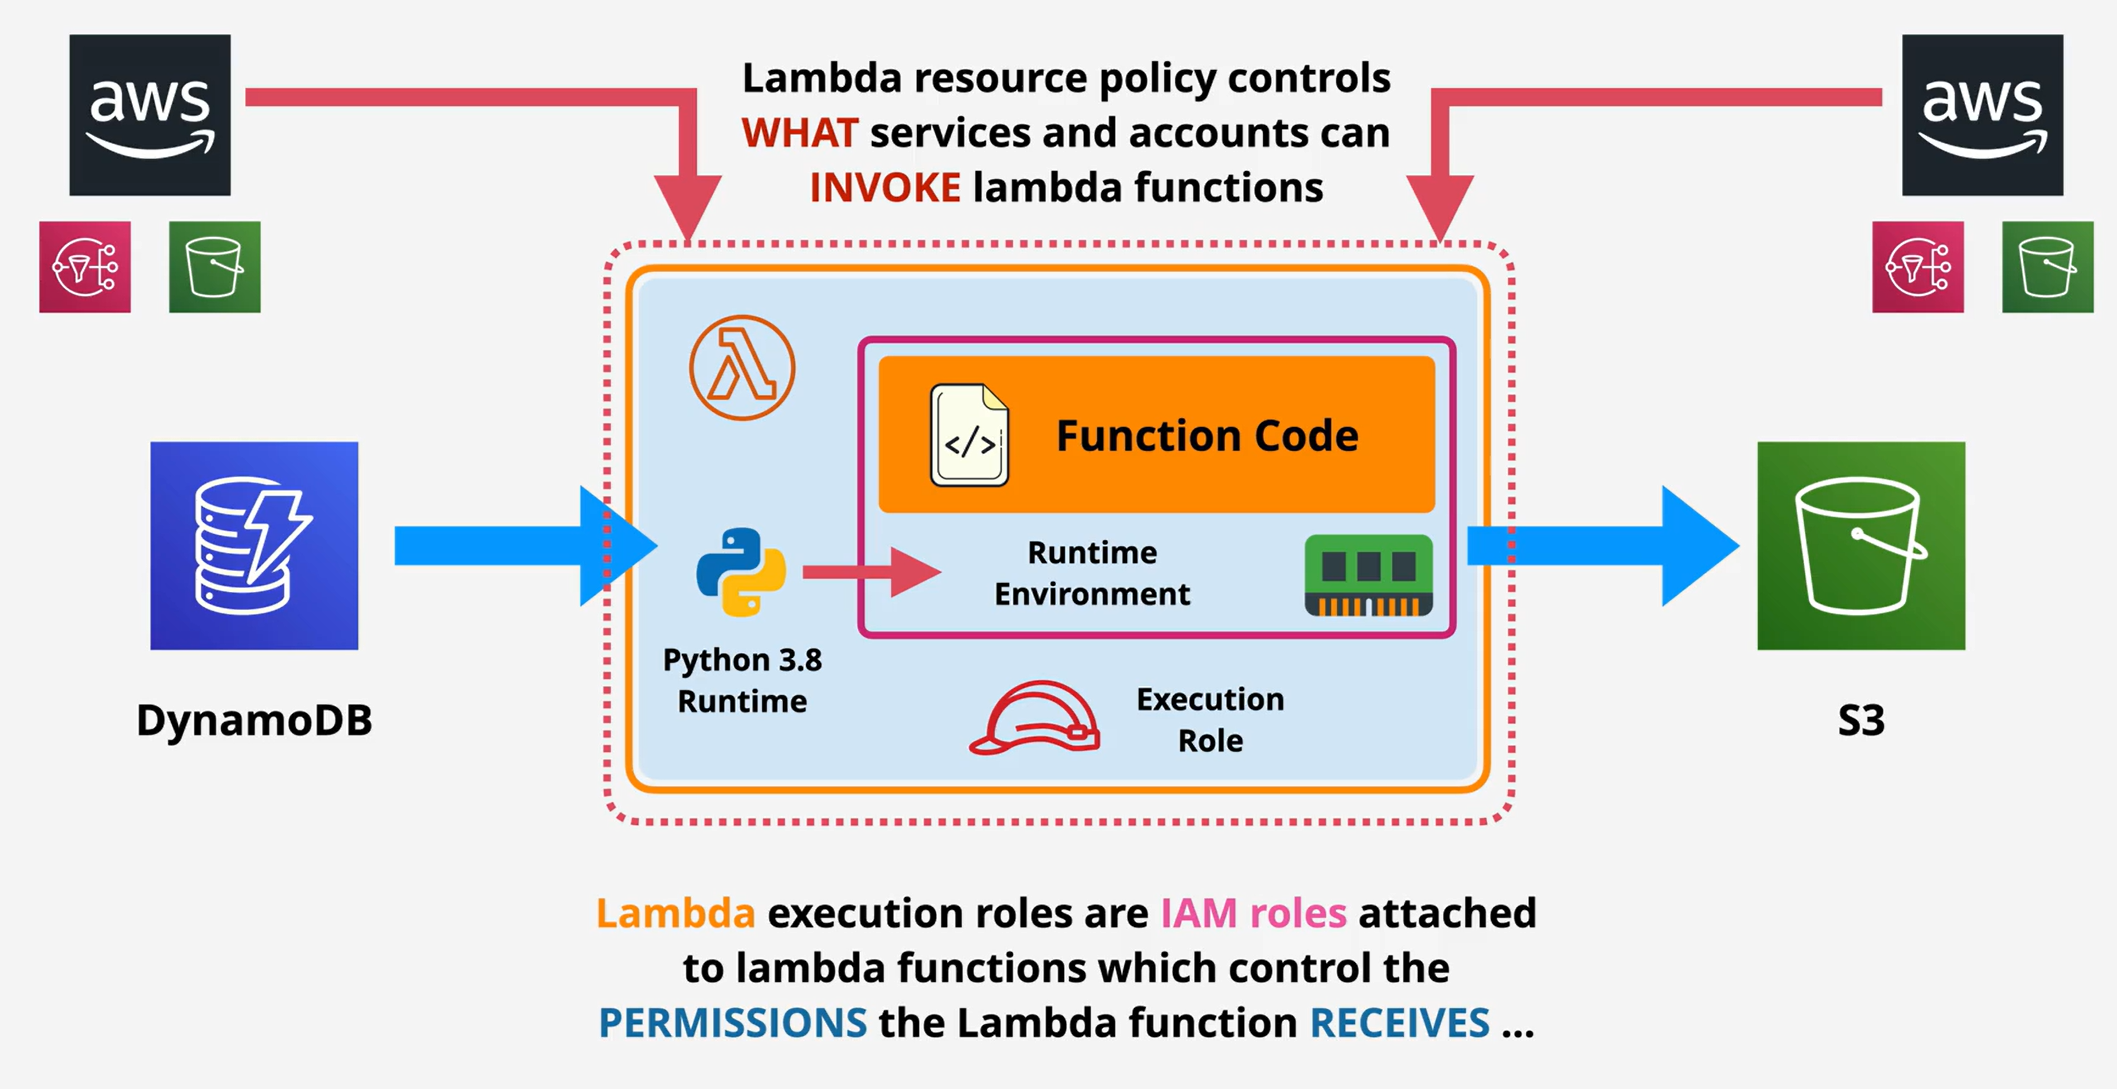 aws
aws
Lambda resource policy controls
WHAT services and accounts can
INVOKE lambda functions
</>
Function Code
Runtime
Environment
Python 3.8
Runtime
Execution
Role
DynamoDB
S3
Lambda execution roles are IAM roles attached
to lambda functions which control the
PERMISSIONS the Lambda function RECEIVES ...